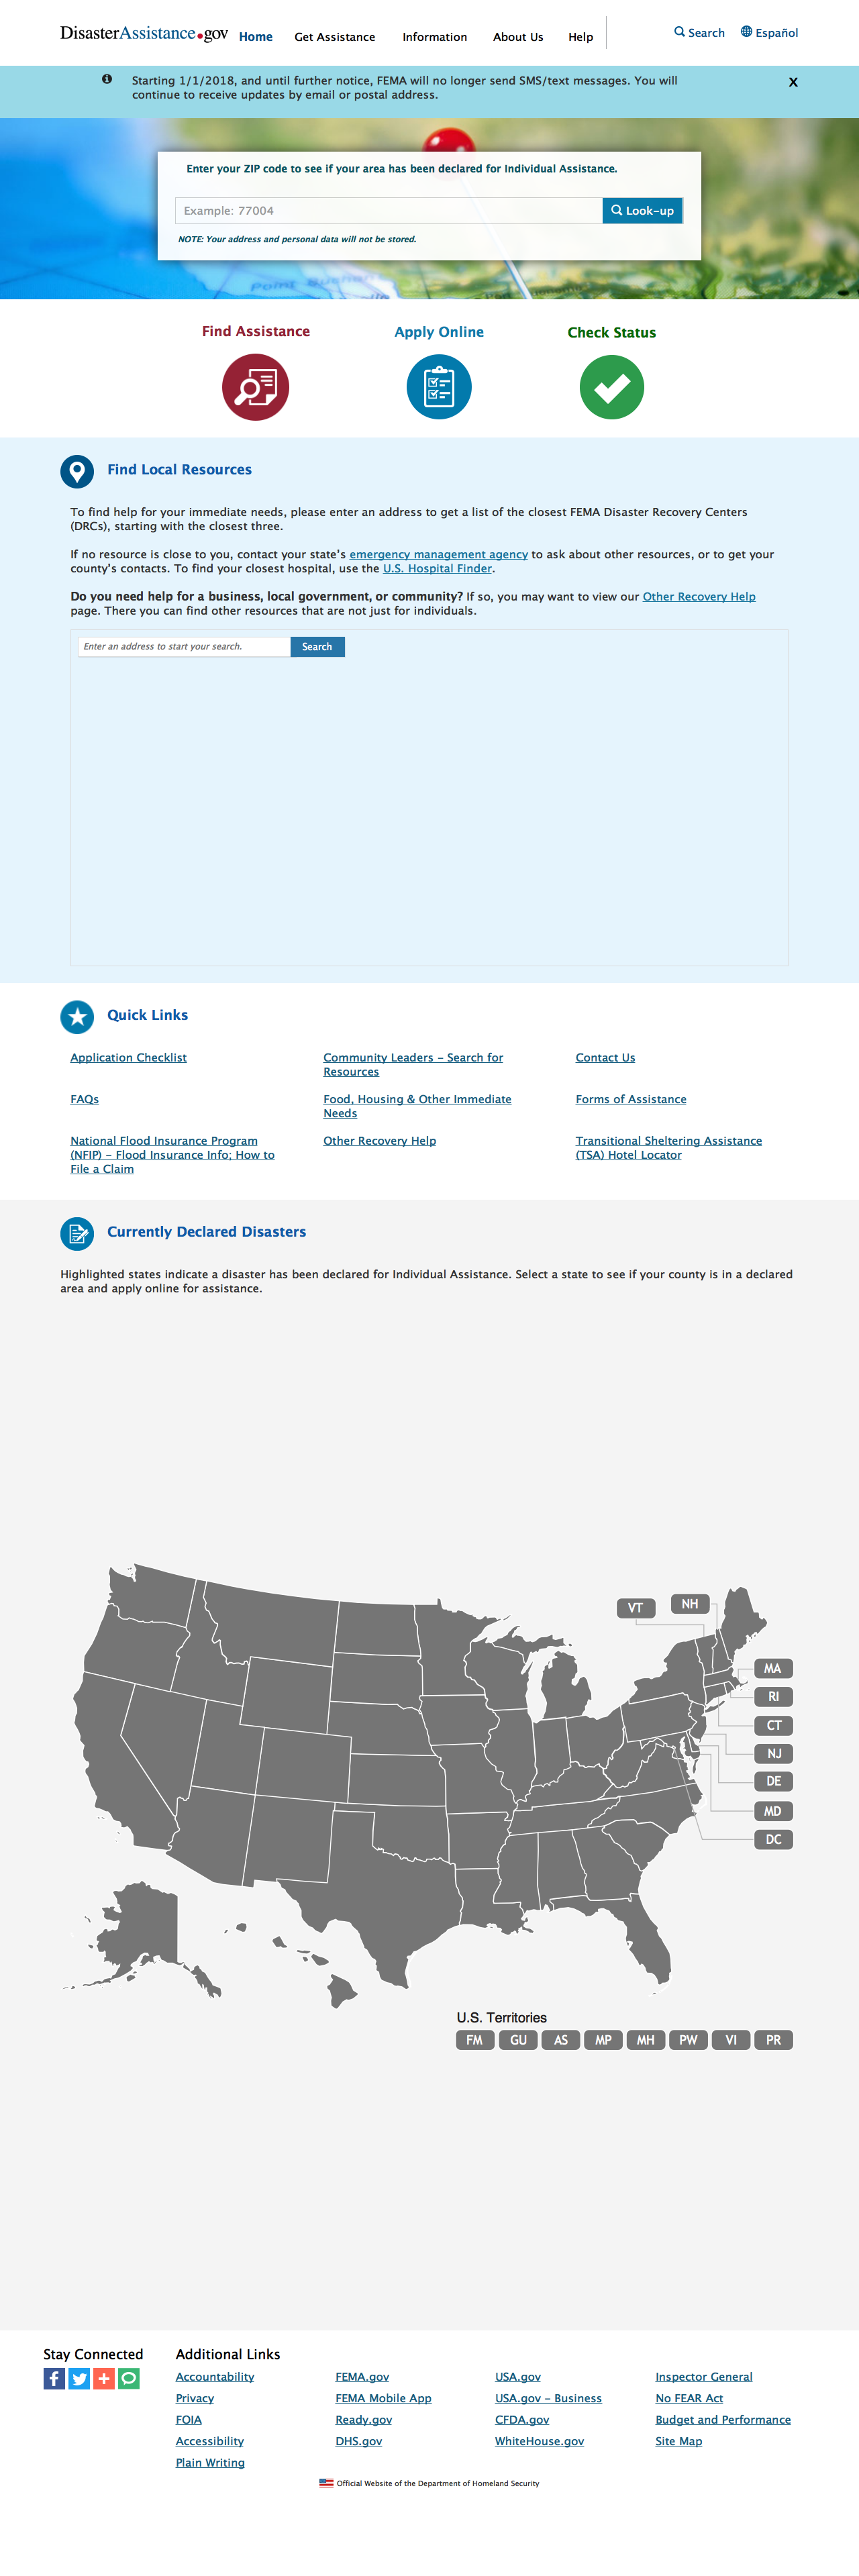 DisasterAssistance.gov
Home Get Assistance Information About Us Help
Search Español
Starting 1/1/2018, and until further notice, FEMA will no longer send SMS/text messages. You will
continue to receive updates by email or postal address.
X
Enter your ZIP code to see if your area has been declared for Individual Assistance.
Example: 77004 Look-up
NOTE: Your address and personal data will not be stored.
Find Assistance Apply Online Check Status
Find Local Resources
To find help for your immediate needs, please enter an address to get a list of the closest FEMA Disaster Recovery Centers
(DRCs), starting with the closest three.
If no resource is close to you, contact your state's emergency management agency to ask about other resources, or to get your
county's contacts. To find your closest hospital, use the U.S. Hospital Finder.
Do you need help for a business, local government, or community? If so, you may want to view our Other Recovery Help
page. There you can find other resources that are not just for individuals.
Enter an address to start your search. Search
Quick Links
Application Checklist
Community Leaders – Search for
Resources
Contact Us
FAQs
Food, Housing & Other Immediate
Needs
Forms of Assistance
National Flood Insurance Program
(NFIP) – Flood Insurance Info; How to
File a Claim
Other Recovery Help
Transitional Sheltering Assistance
(TSA) Hotel Locator
Currently Declared Disasters
Highlighted states indicate a disaster has been declared for Individual Assistance. Select a state to see if your county is in a declared
area and apply online for assistance.
VT NH
MA
RI
CT
NJ
DE
MD
DC
U.S. Territories
FM GU AS MP MH PW VI PR
Stay Connected
Additional Links
Accountability FEMA.gov USA.gov Inspector General
Privacy FEMA Mobile App USA.gov – Business No FEAR Act
FOIA Ready.gov CFDA.gov Budget and Performance
Accessibility DHS.gov WhiteHouse.gov Site Map
Plain Writing
Official Website of the Department of Homeland Security